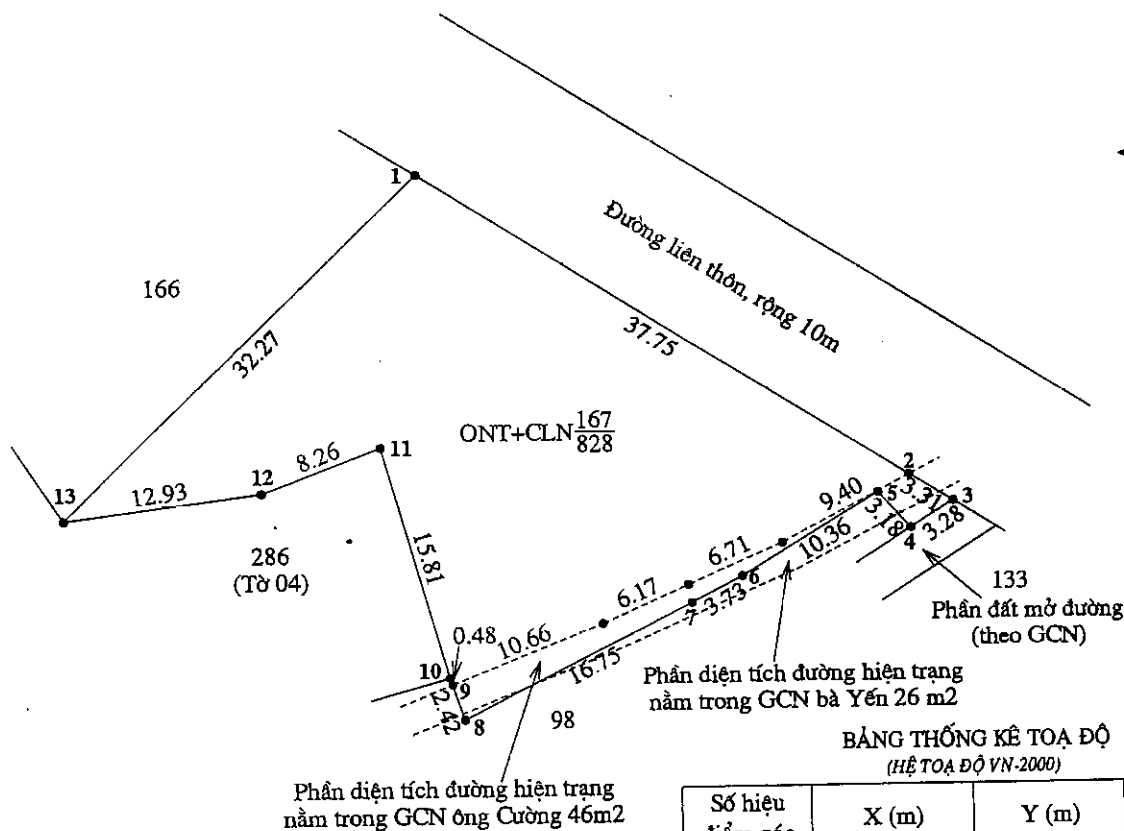 1
Đường liên thôn, rộng 10m
166
37.75
32.27
ONT+CLN 167
828
11
8.26
12
13
12.93
2
3
5
3.31
9.40
3.18
4
3.28
10.36
6.71
286
(Tờ 04)
15.81
6.17
6
3.73
7
133
Phần đất mở đường
(theo GCN)
0.48
10.66
10
9
16.75
2.42
8
98
Phần diện tích đường hiện trạng
nằm trong GCN bà Yến 26 m2
Phần diện tích đường hiện trạng
nằm trong GCN ông Cường 46m2
BẢNG THỐNG KÊ TOẠ ĐỘ
(HỆ TOẠ ĐỘ VN-2000)
Số hiệu
X (m)
Y (m)